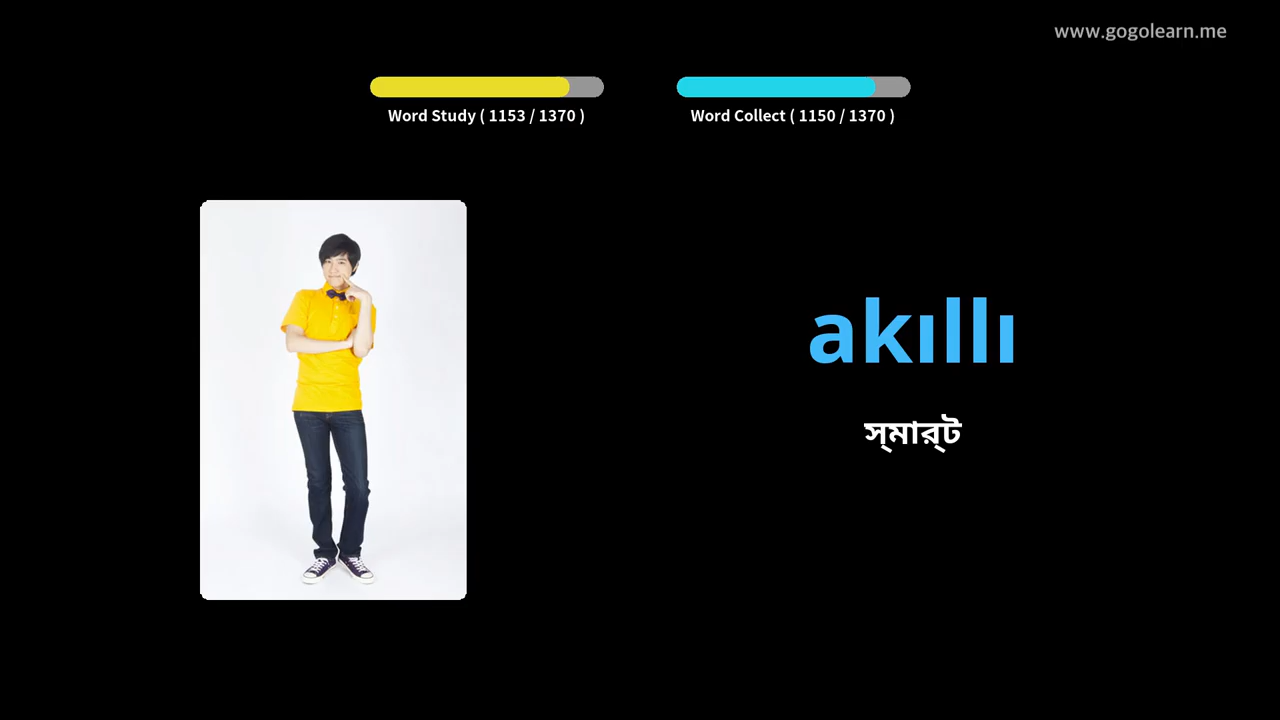 www.gogolearn.me
Word Study ( 1153 / 1370 )
Word Collect ( 1150 / 1370 )
akıllı
স্মার্ট